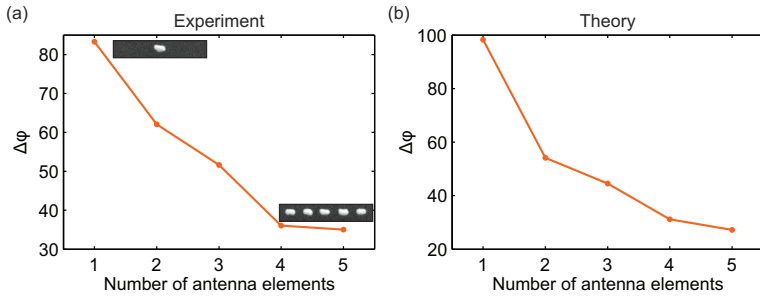 (a)
Experiment
80
70
60
50
40
30
Δφ
1 2 3 4 5
Number of antenna elements
(b)
Theory
100
80
60
40
20
Δφ
1 2 3 4 5
Number of antenna elements